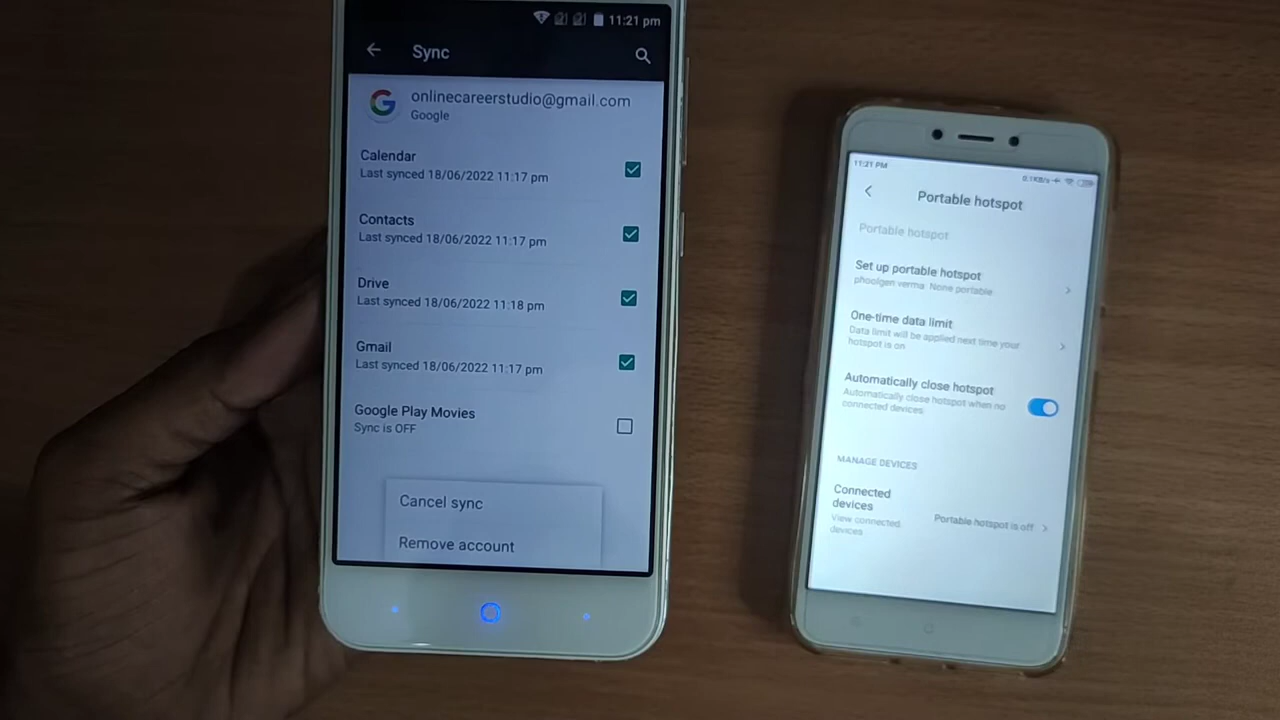 11:21 pm
Sync
onlinecareerstudio@gmail.com
Google
Calendar
Last synced 18/06/2022 11:17 pm
Contacts
Last synced 18/06/2022 11:17 pm
Drive
Last synced 18/06/2022 11:18 pm
Gmail
Last synced 18/06/2022 11:17 pm
Google Play Movies
Sync is OFF
Cancel sync
Remove account
11:21 PM
0.1KB/s
Portable hotspot
Portable hotspot
Set up portable hotspot
phoolgen verma None portable
One-time data limit
Data limit will be applied next time your
hotspot is on
Automatically close hotspot
Automatically close hotspot when no
connected devices
MANAGE DEVICES
Connected
devices
View connected
devices
Portable hotspot is off